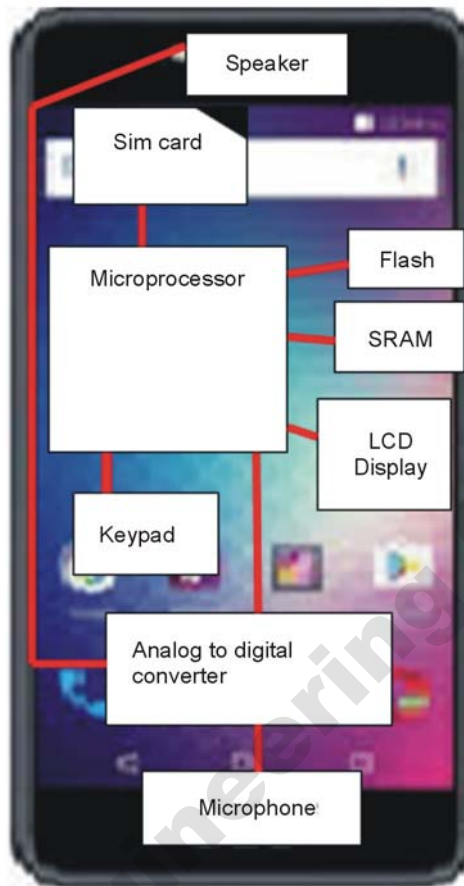 Speaker
Sim card
Microprocessor
Flash
SRAM
LCD
Display
Keypad
Analog to digital
converter
Microphone